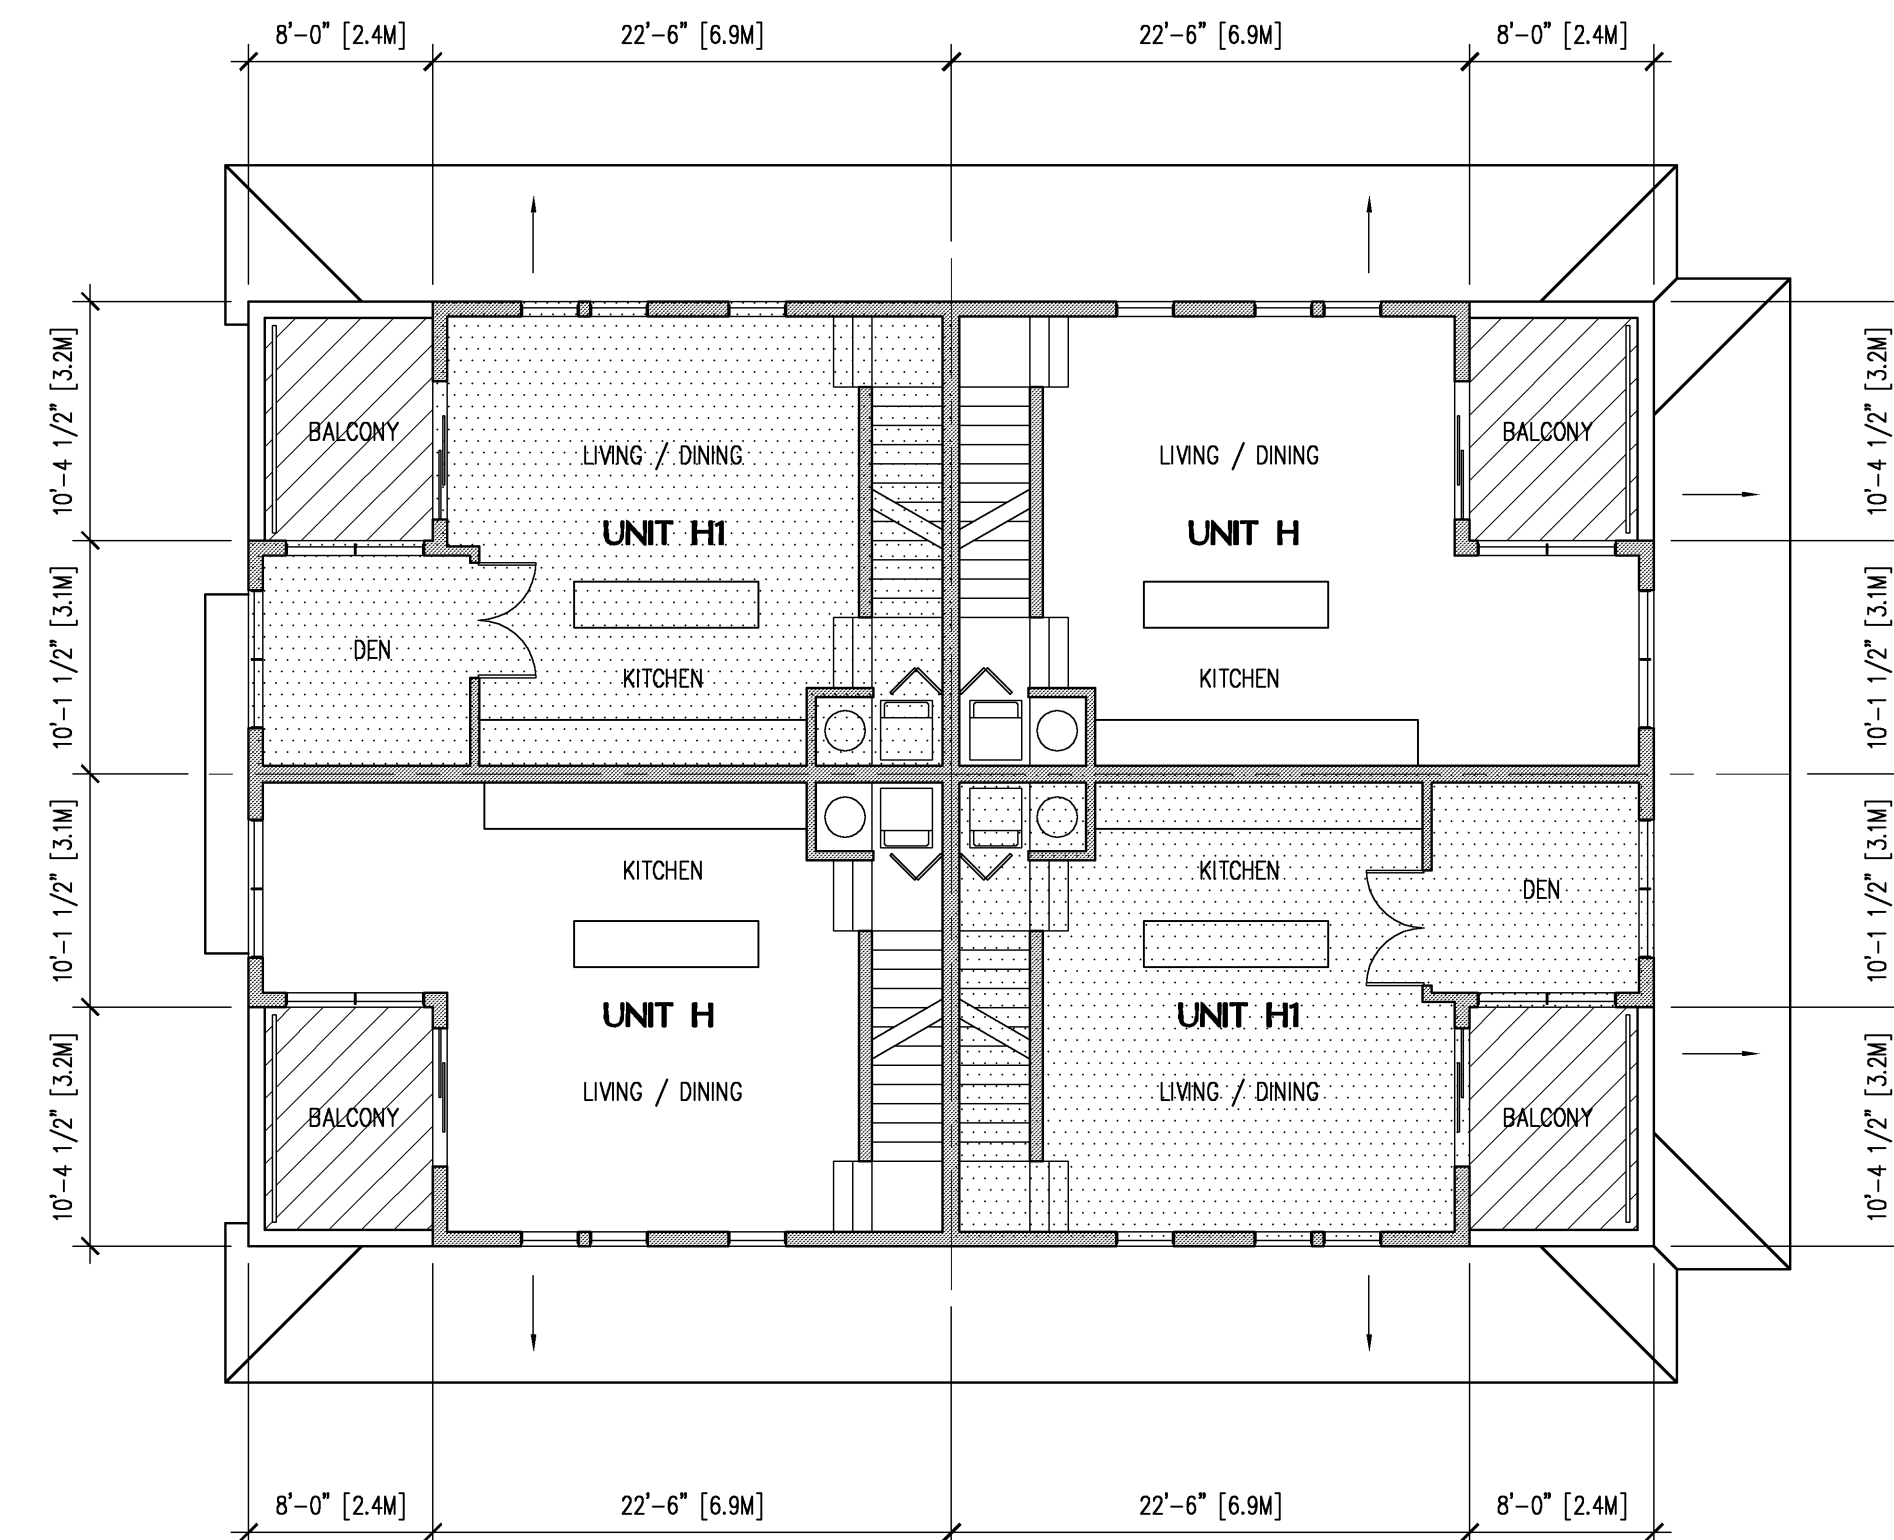 8'-0" [2.4M]
22'-6" [6.9M]
22'-6" [6.9M]
8'-0" [2.4M]
10'-4 1/2" [3.2M]
10'-1 1/2" [3.1M]
10'-1 1/2" [3.1M]
10'-4 1/2" [3.2M]
BALCONY
LIVING / DINING
UNIT H1
DEN
KITCHEN
LIVING / DINING
BALCONY
UNIT H
KITCHEN
KITCHEN
UNIT H
LIVING / DINING
BALCONY
KITCHEN
DEN
UNIT H1
LIVING / DINING
BALCONY
10'-4 1/2" [3.2M]
10'-1 1/2" [3.1M]
10'-1 1/2" [3.1M]
10'-4 1/2" [3.2M]
8'-0" [2.4M]
22'-6" [6.9M]
22'-6" [6.9M]
8'-0" [2.4M]